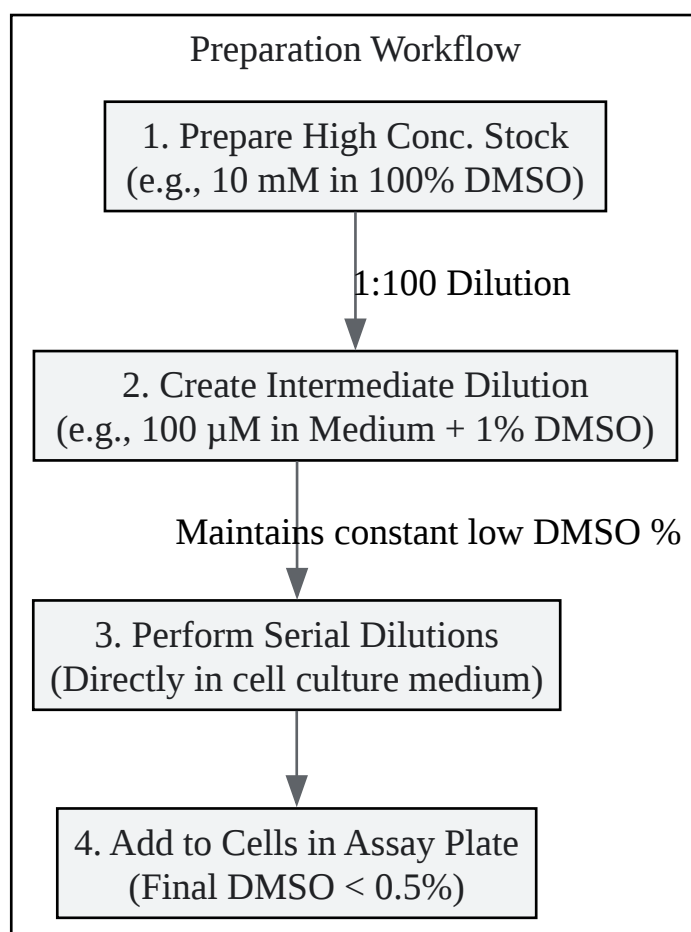 Preparation Workflow
1. Prepare High Conc. Stock
(e.g., 10 mM in 100% DMSO)
1:100 Dilution
2. Create Intermediate Dilution
(e.g., 100 µM in Medium + 1% DMSO)
Maintains constant low DMSO %
3. Perform Serial Dilutions
(Directly in cell culture medium)
4. Add to Cells in Assay Plate
(Final DMSO < 0.5%)